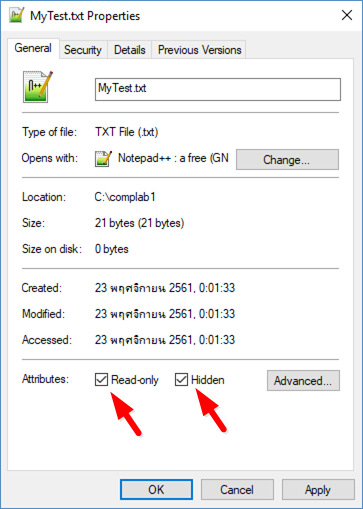 MyTest.txt Properties
General Security Details Previous Versions
MyTest.txt
Type of file: TXT File (.txt)
Opens with: Notepad++ : a free (GN Change...
Location: C:\complab1
Size: 21 bytes (21 bytes)
Size on disk: 0 bytes
Created: 23 พฤศจิกายน 2561, 0:01:33
Modified: 23 พฤศจิกายน 2561, 0:01:33
Accessed: 23 พฤศจิกายน 2561, 0:01:33
Attributes: Read-only Hidden Advanced...
OK Cancel Apply